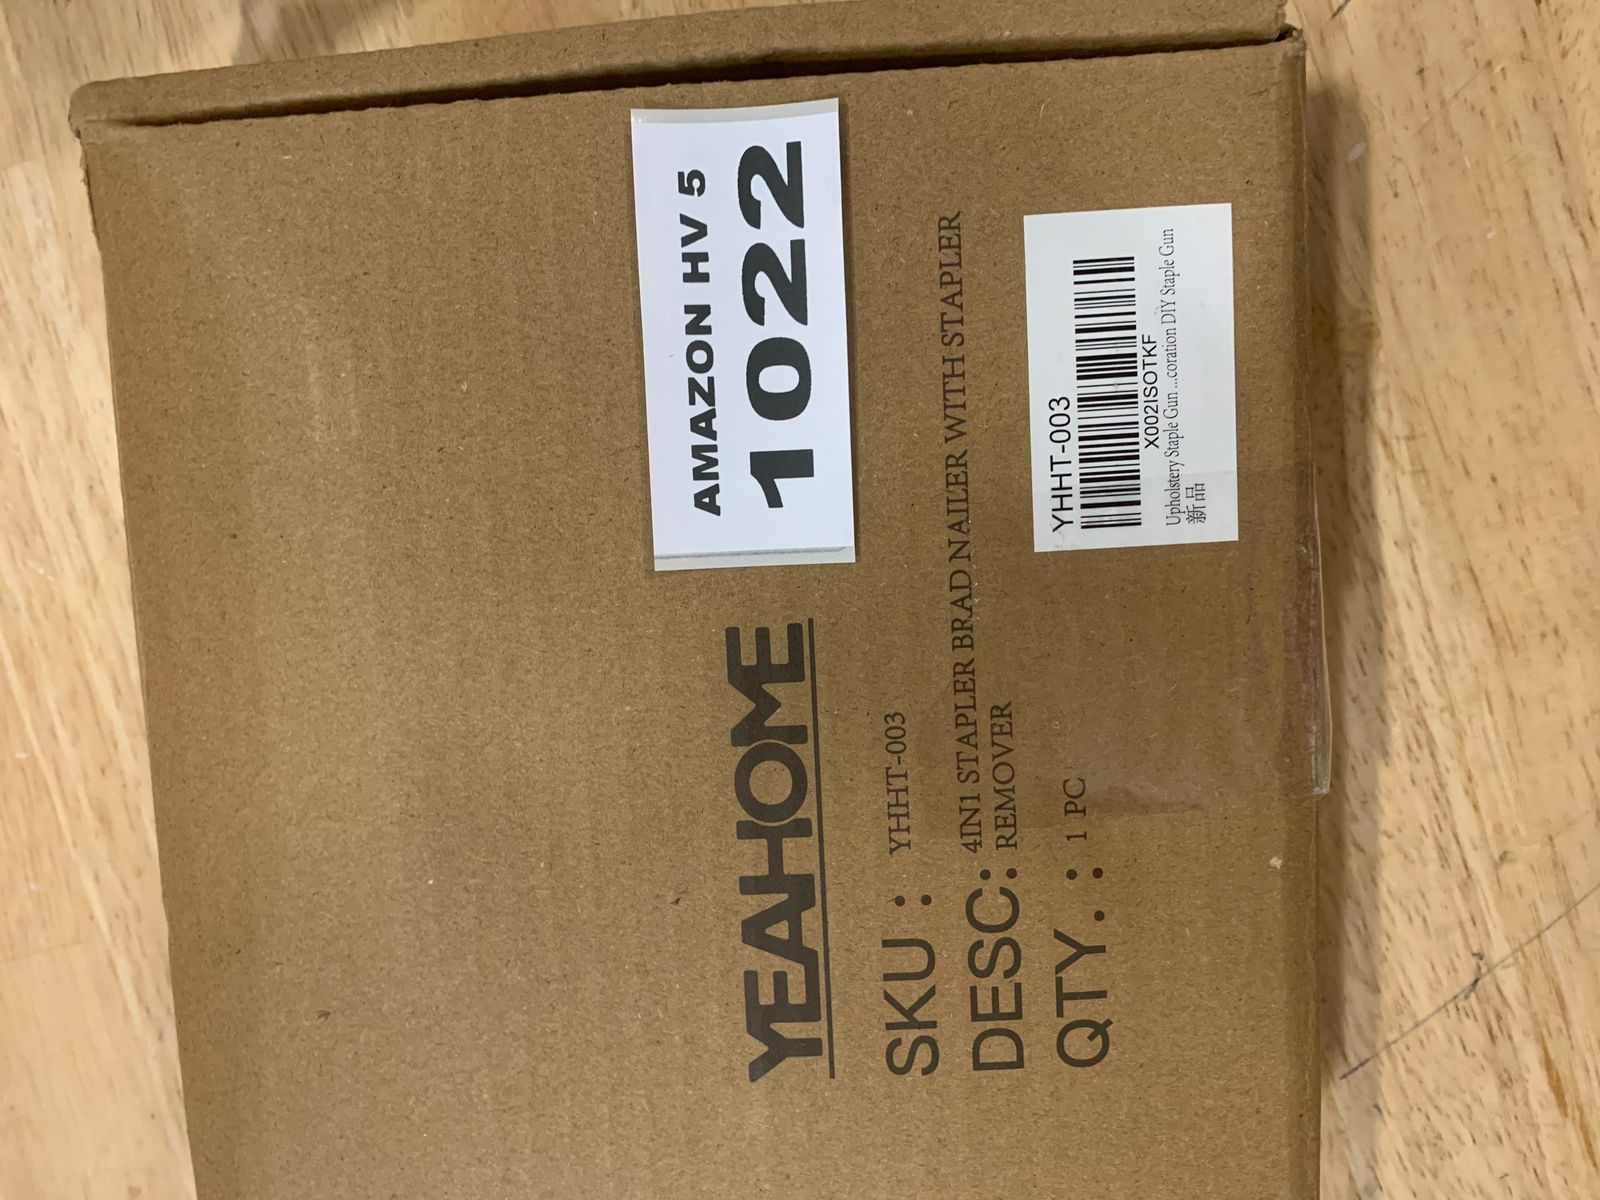 AMAZON HV 5
1022
YEAHOME
SKU : YHHT-003
DESC: 4IN1 STAPLER BRAD NAILER WITH STAPLER
REMOVER
QTY. : 1 PC
YHHT-003
X002ISOTKF
Upholstery Staple Gun ...coration DIY Staple Gun
新品